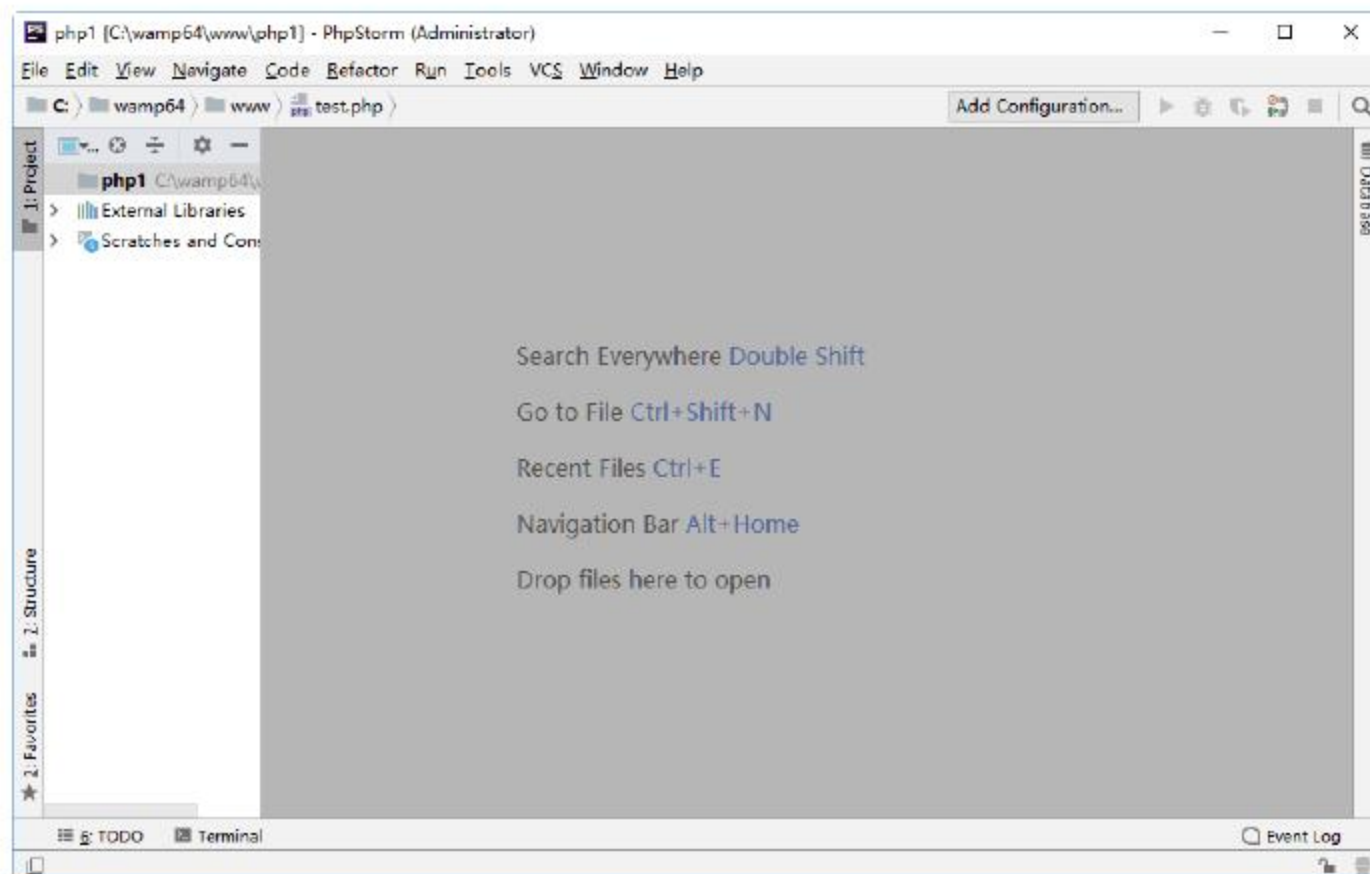 php1 [C:\wamp64\www\php1] - PhpStorm (Administrator)
File Edit View Navigate Code Refactor Run Tools VCS Window Help
C: wamp64 www test.php Add Configuration...
1: Project
php1 C:\wamp64\
External Libraries
Scratches and Con
Database
Search Everywhere Double Shift
Go to File Ctrl+Shift+N
Recent Files Ctrl+E
Navigation Bar Alt+Home
Drop files here to open
Structure
2: Favorites
6: TODO Terminal Event Log